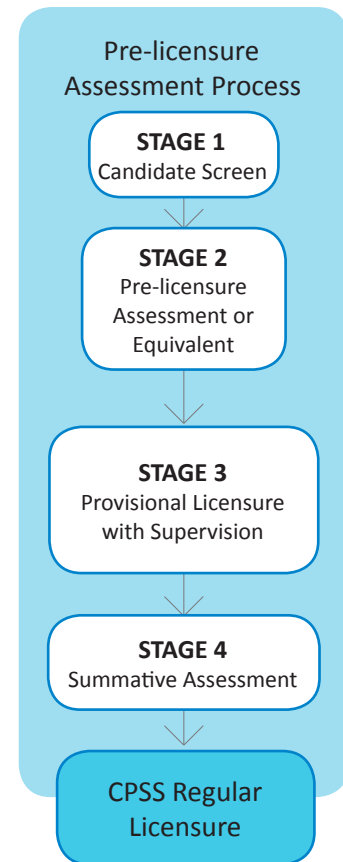 Pre-licensure
Assessment Process
STAGE 1
Candidate Screen
STAGE 2
Pre-licensure
Assessment or
Equivalent
STAGE 3
Provisional Licensure
with Supervision
STAGE 4
Summative Assessment
CPSS Regular
Licensure